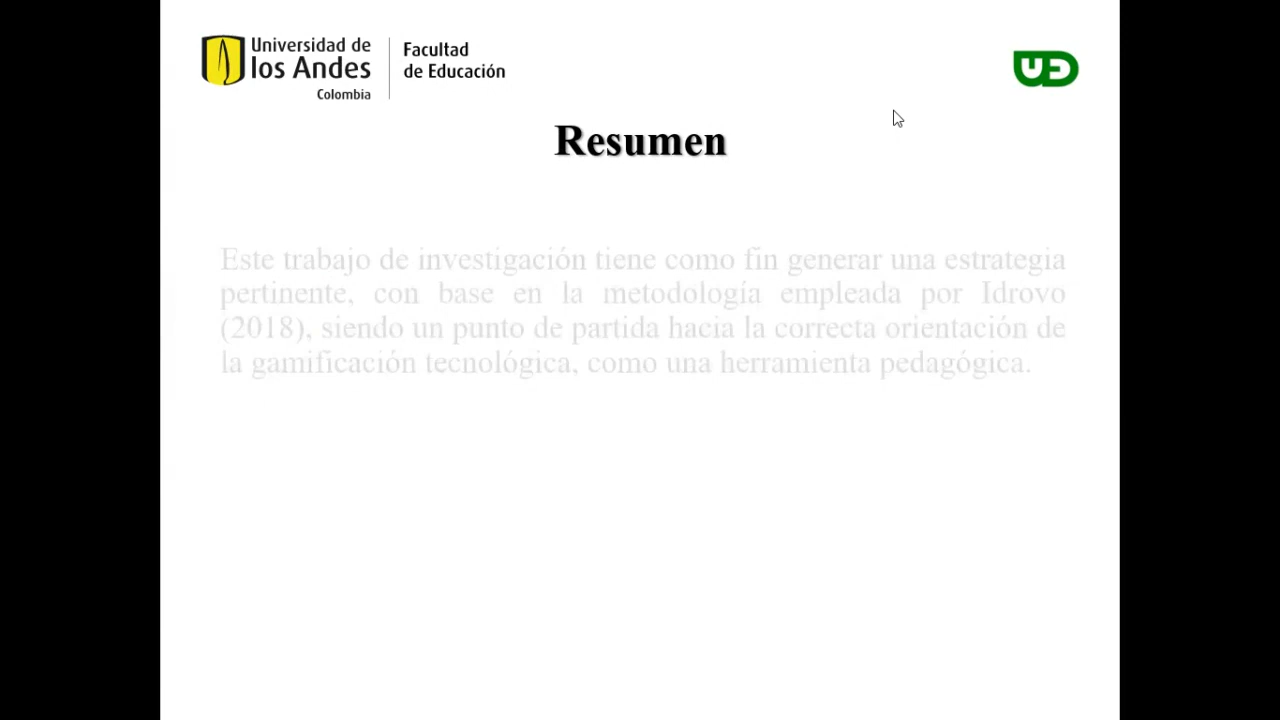 Universidad de
los Andes
Colombia
Facultad
de Educación
UD
Resumen
Este trabajo de investigación tiene como fin generar una estrategia
pertinente, con base en la metodología empleada por Idrovo
(2018), siendo un punto de partida hacia la correcta orientación de
la gamificación tecnológica, como una herramienta pedagógica.